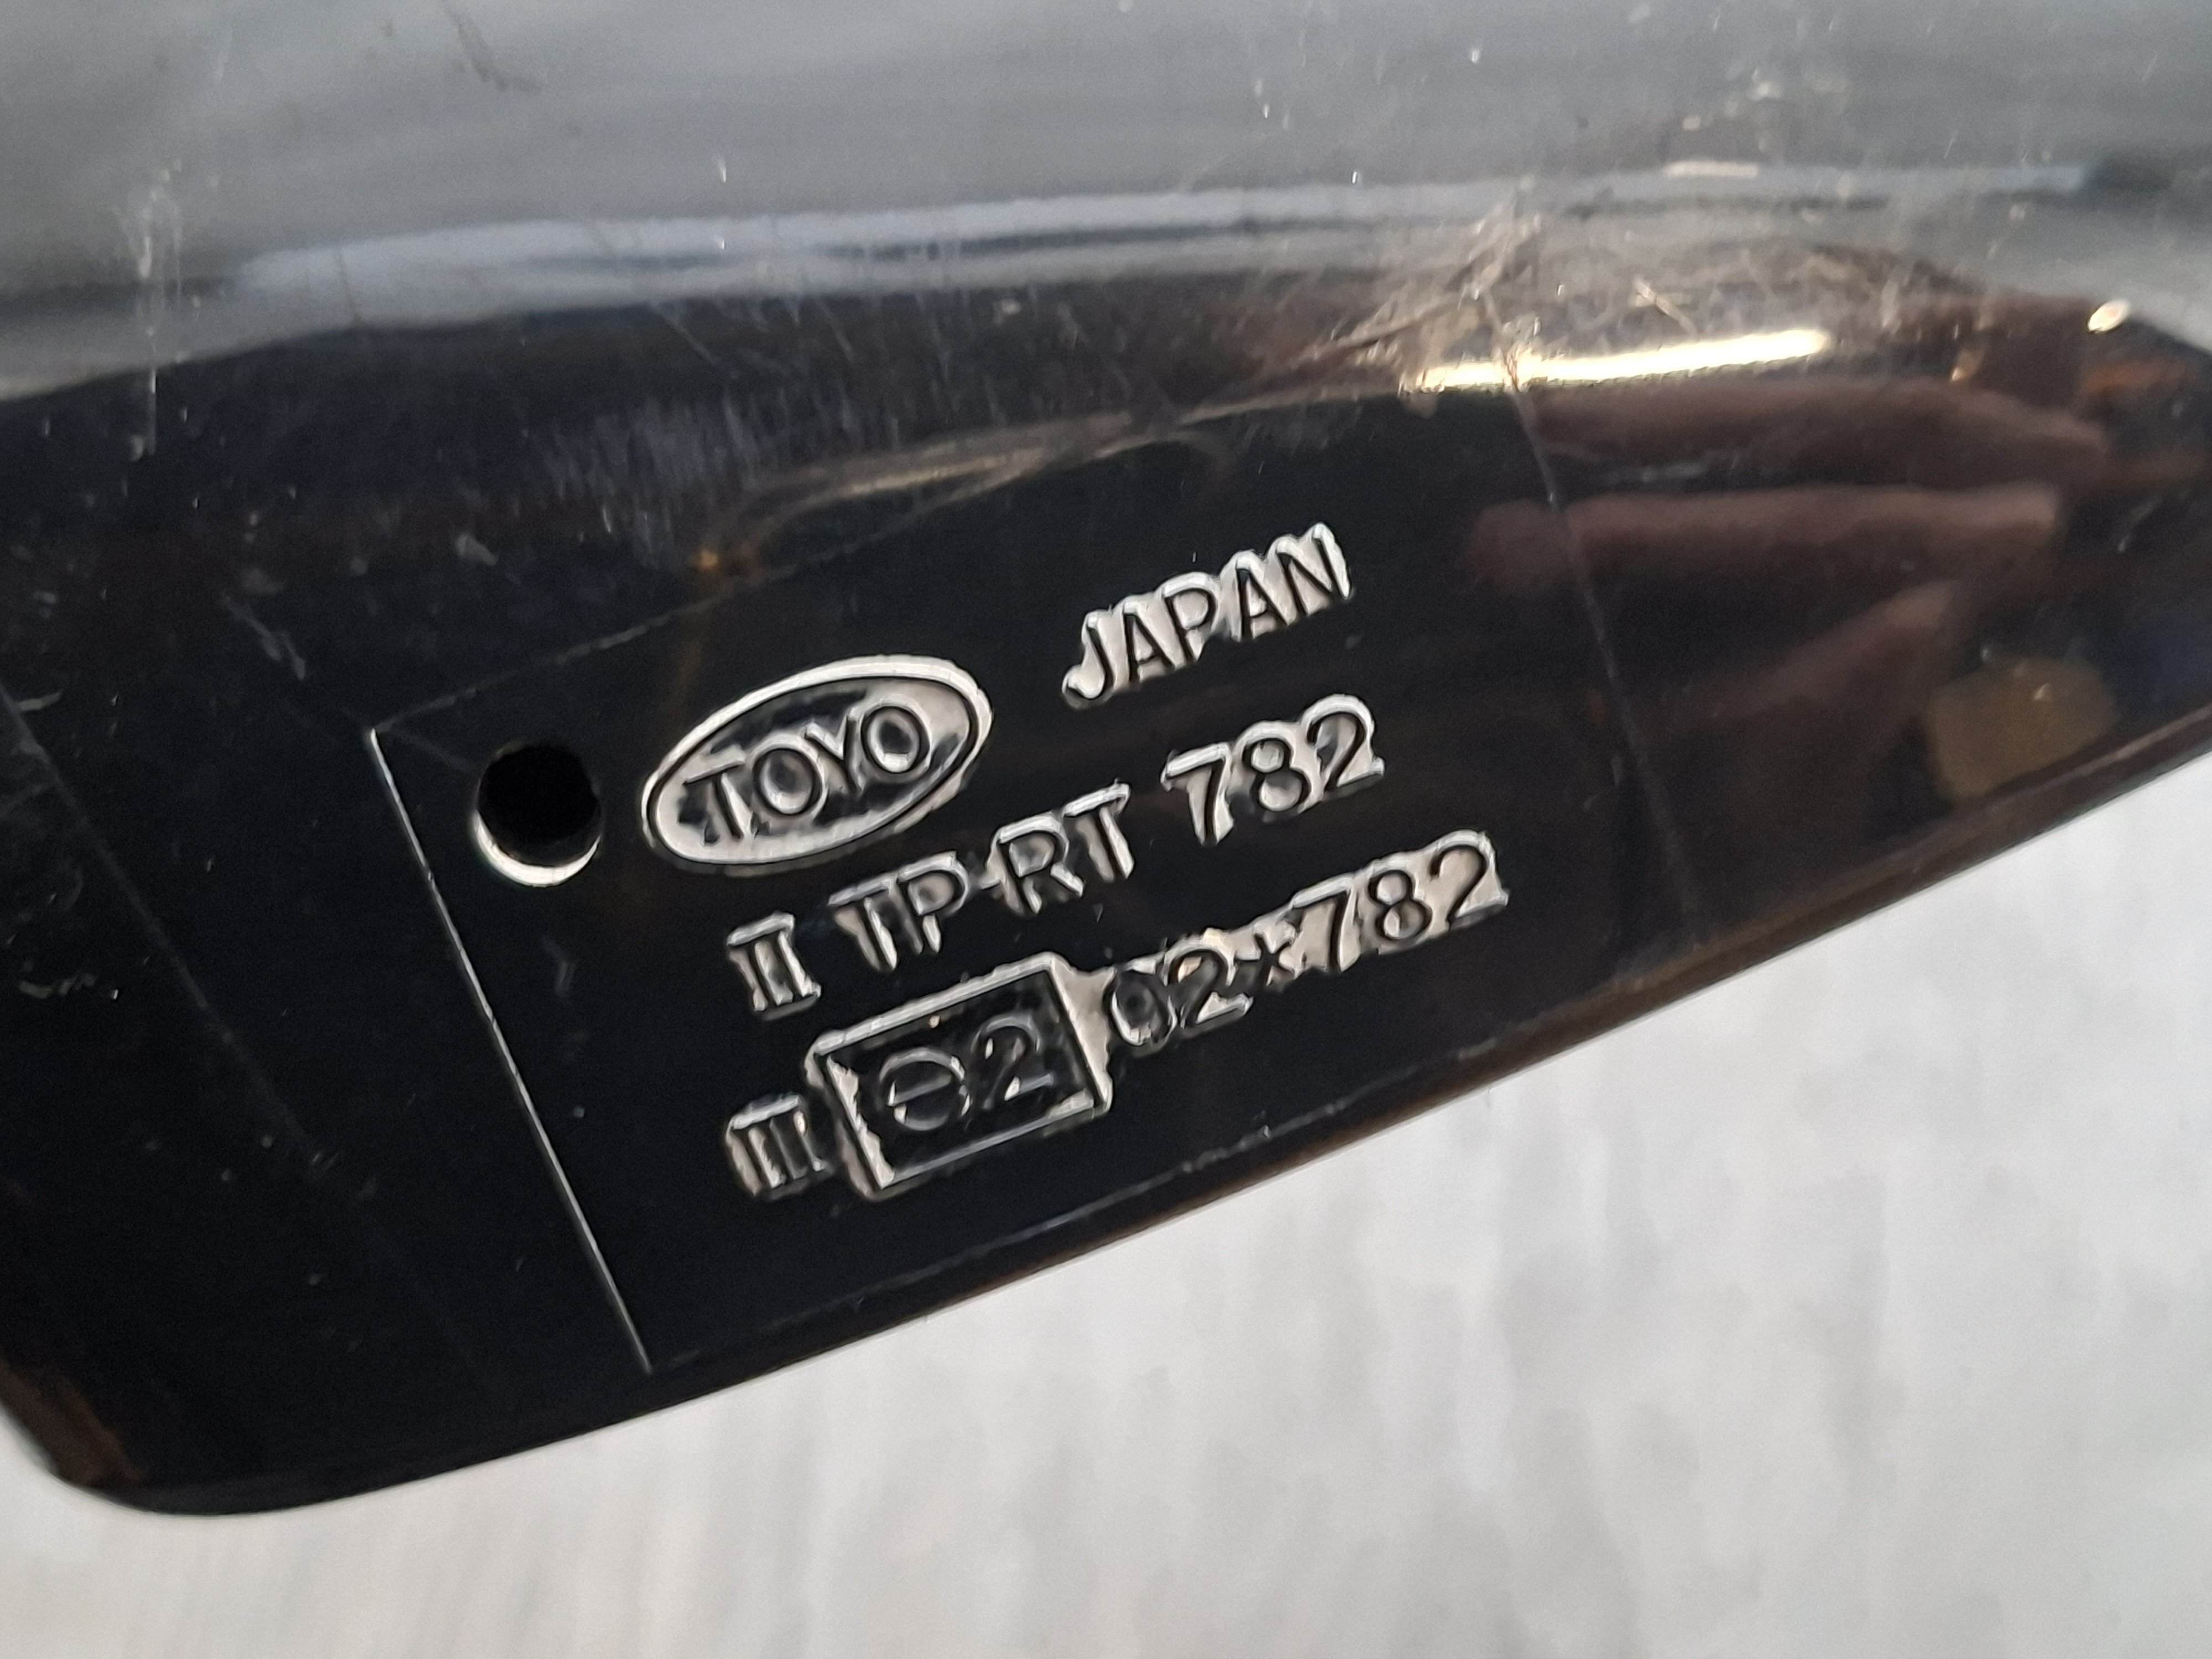 TOYO JAPAN
II TP-RT 782
III e2 02*782